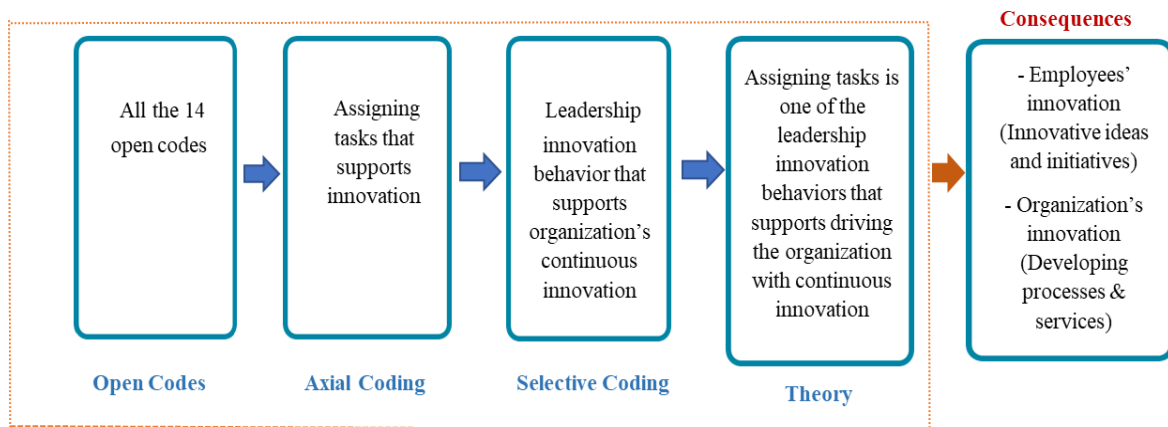 All the 14
open codes
Open Codes
Assigning
tasks that
supports
innovation
Axial Coding
Leadership
innovation
behavior that
supports
organization’s
continuous
innovation
Selective Coding
Assigning tasks is
one of the
leadership
innovation
behaviors that
supports driving
the organization
with continuous
innovation
Theory
Consequences
- Employees’
innovation
(Innovative ideas
and initiatives)
- Organization’s
innovation
(Developing
processes &
services)